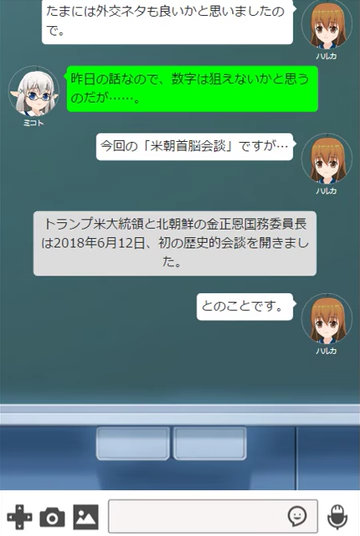 たまには外交ネタも良いかと思いましたの
で。
ハルカ
昨日の話なので、数字は狙えないかと思う
のだが……。
ミコト
今回の「米朝首脳会談」ですが…
ハルカ
トランプ米大統領と北朝鮮の金正恩国務委員長
は2018年6月12日、初の歴史的会談を開きまし
た。
とのことです。
ハルカ